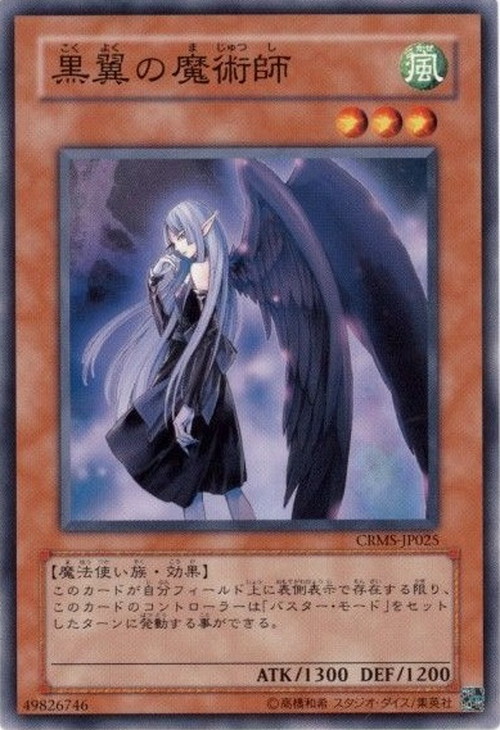 黒翼の魔術師
風
CRMS-JP025
【魔法使い族・効果】
このカードが自分フィールド上に表側表示で存在する限り、
このカードのコントローラーは「バスター・モード」をセット
したターンに発動する事ができる。
ATK/1300 DEF/1200
49826746
©高橋和希 スタジオ・ダイス/集英社